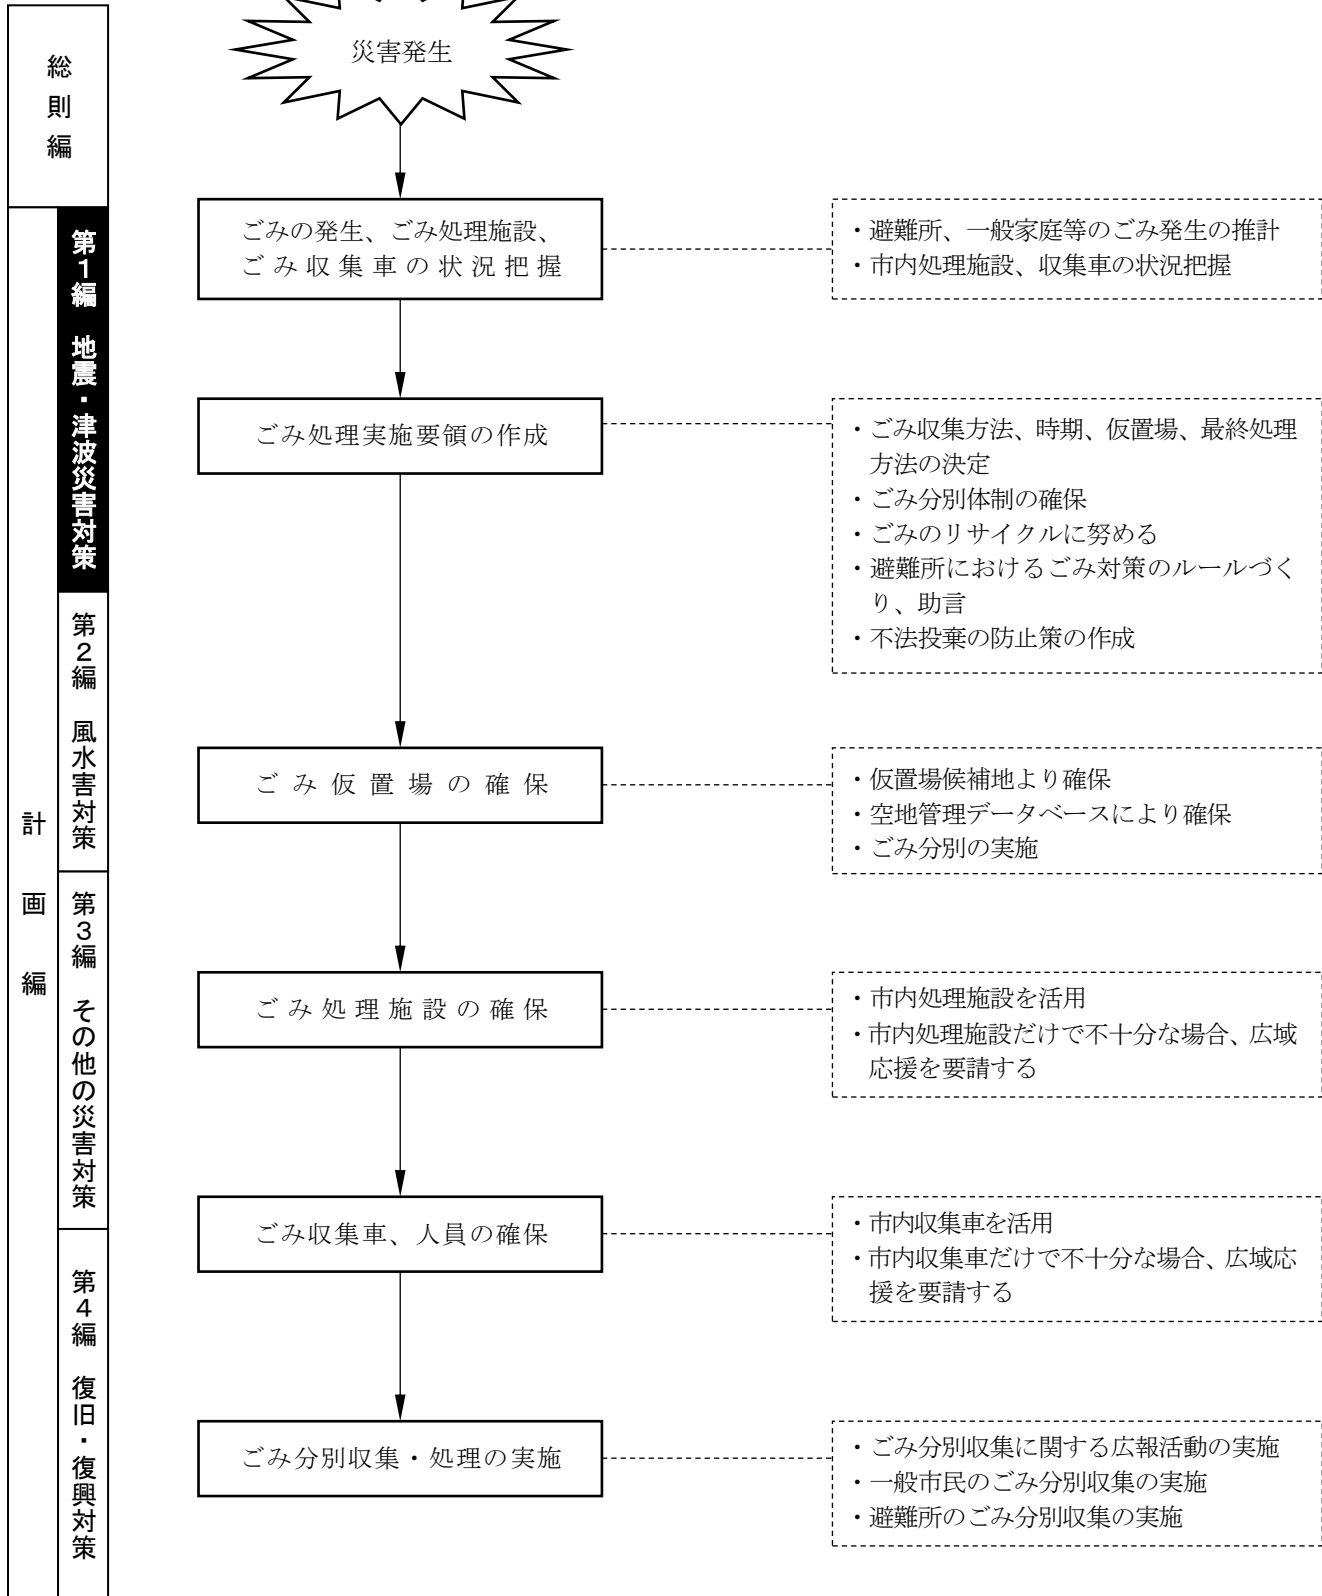 総則編
計画編
第1編 地震・津波災害対策
第2編 風水害対策
第3編 その他の災害対策
第4編 復旧・復興対策
災害発生
ごみの発生、ごみ処理施設、
ごみ収集車の状況把握
・避難所、一般家庭等のごみ発生の推計
・市内処理施設、収集車の状況把握
ごみ処理実施要領の作成
・ごみ収集方法、時期、仮置場、最終処理
方法の決定
・ごみ分別体制の確保
・ごみのリサイクルに努める
・避難所におけるごみ対策のルールづく
り、助言
・不法投棄の防止策の作成
ごみ仮置場の確保
・仮置場候補地より確保
・空地管理データベースにより確保
・ごみ分別の実施
ごみ処理施設の確保
・市内処理施設を活用
・市内処理施設だけで不十分な場合、広域
応援を要請する
ごみ収集車、人員の確保
・市内収集車を活用
・市内収集車だけで不十分な場合、広域応
援を要請する
ごみ分別収集・処理の実施
・ごみ分別収集に関する広報活動の実施
・一般市民のごみ分別収集の実施
・避難所のごみ分別収集の実施